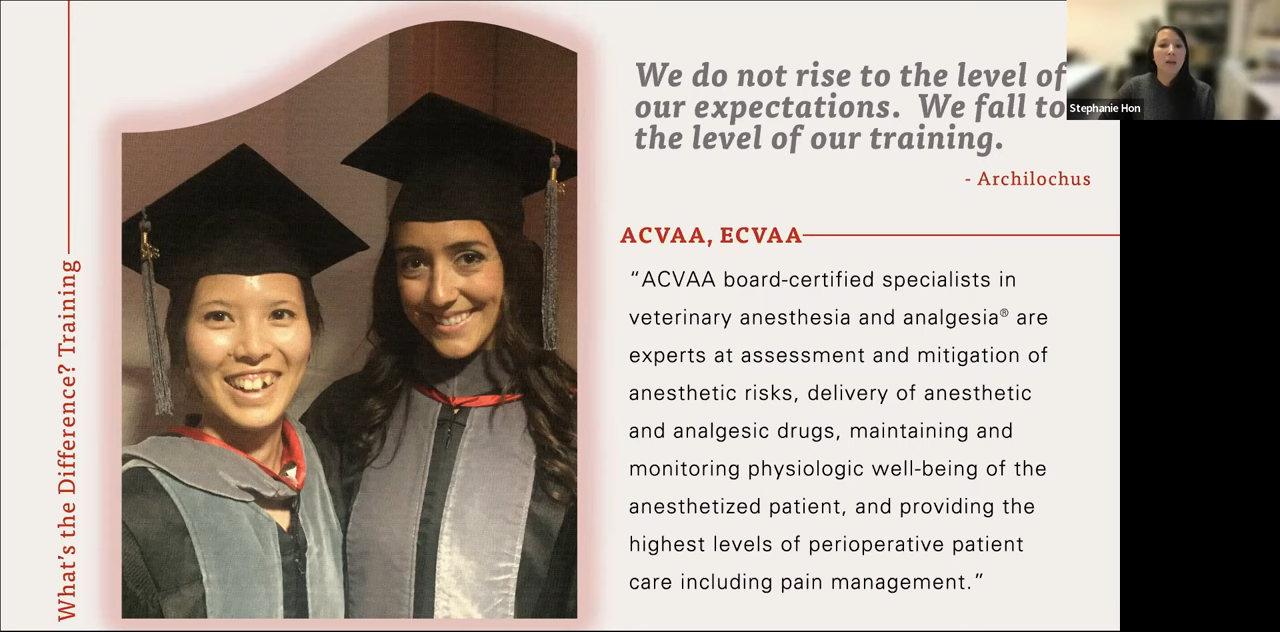 What's the Difference? Training
We do not rise to the level of
our expectations.  We fall to
the level of our training.
- Archilochus
Stephanie Hon
ACVAA, ECVAA
“ACVAA board-certified specialists in
veterinary anesthesia and analgesia® are
experts at assessment and mitigation of
anesthetic risks, delivery of anesthetic
and analgesic drugs, maintaining and
monitoring physiologic well-being of the
anesthetized patient, and providing the
highest levels of perioperative patient
care including pain management.”